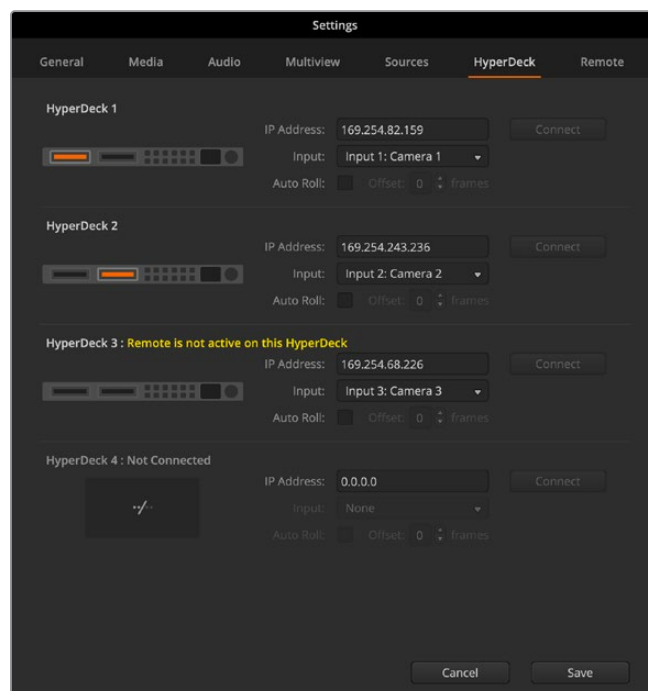 Settings
General Media Audio Multiview Sources HyperDeck Remote
HyperDeck 1
IP Address: 169.254.82.159 Connect
Input: Input 1: Camera 1
Auto Roll: Offset: 0 frames
HyperDeck 2
IP Address: 169.254.243.236 Connect
Input: Input 2: Camera 2
Auto Roll: Offset: 0 frames
HyperDeck 3 : Remote is not active on this HyperDeck
IP Address: 169.254.68.226 Connect
Input: Input 3: Camera 3
Auto Roll: Offset: 0 frames
HyperDeck 4 : Not Connected
IP Address: 0.0.0.0 Connect
Input: None
Auto Roll: Offset: 0 frames
Cancel Save